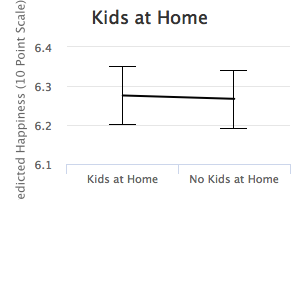 Kids at Home
edicted Happiness (10 Point Scale)
6.4
6.3
6.2
6.1
Kids at Home
No Kids at Home